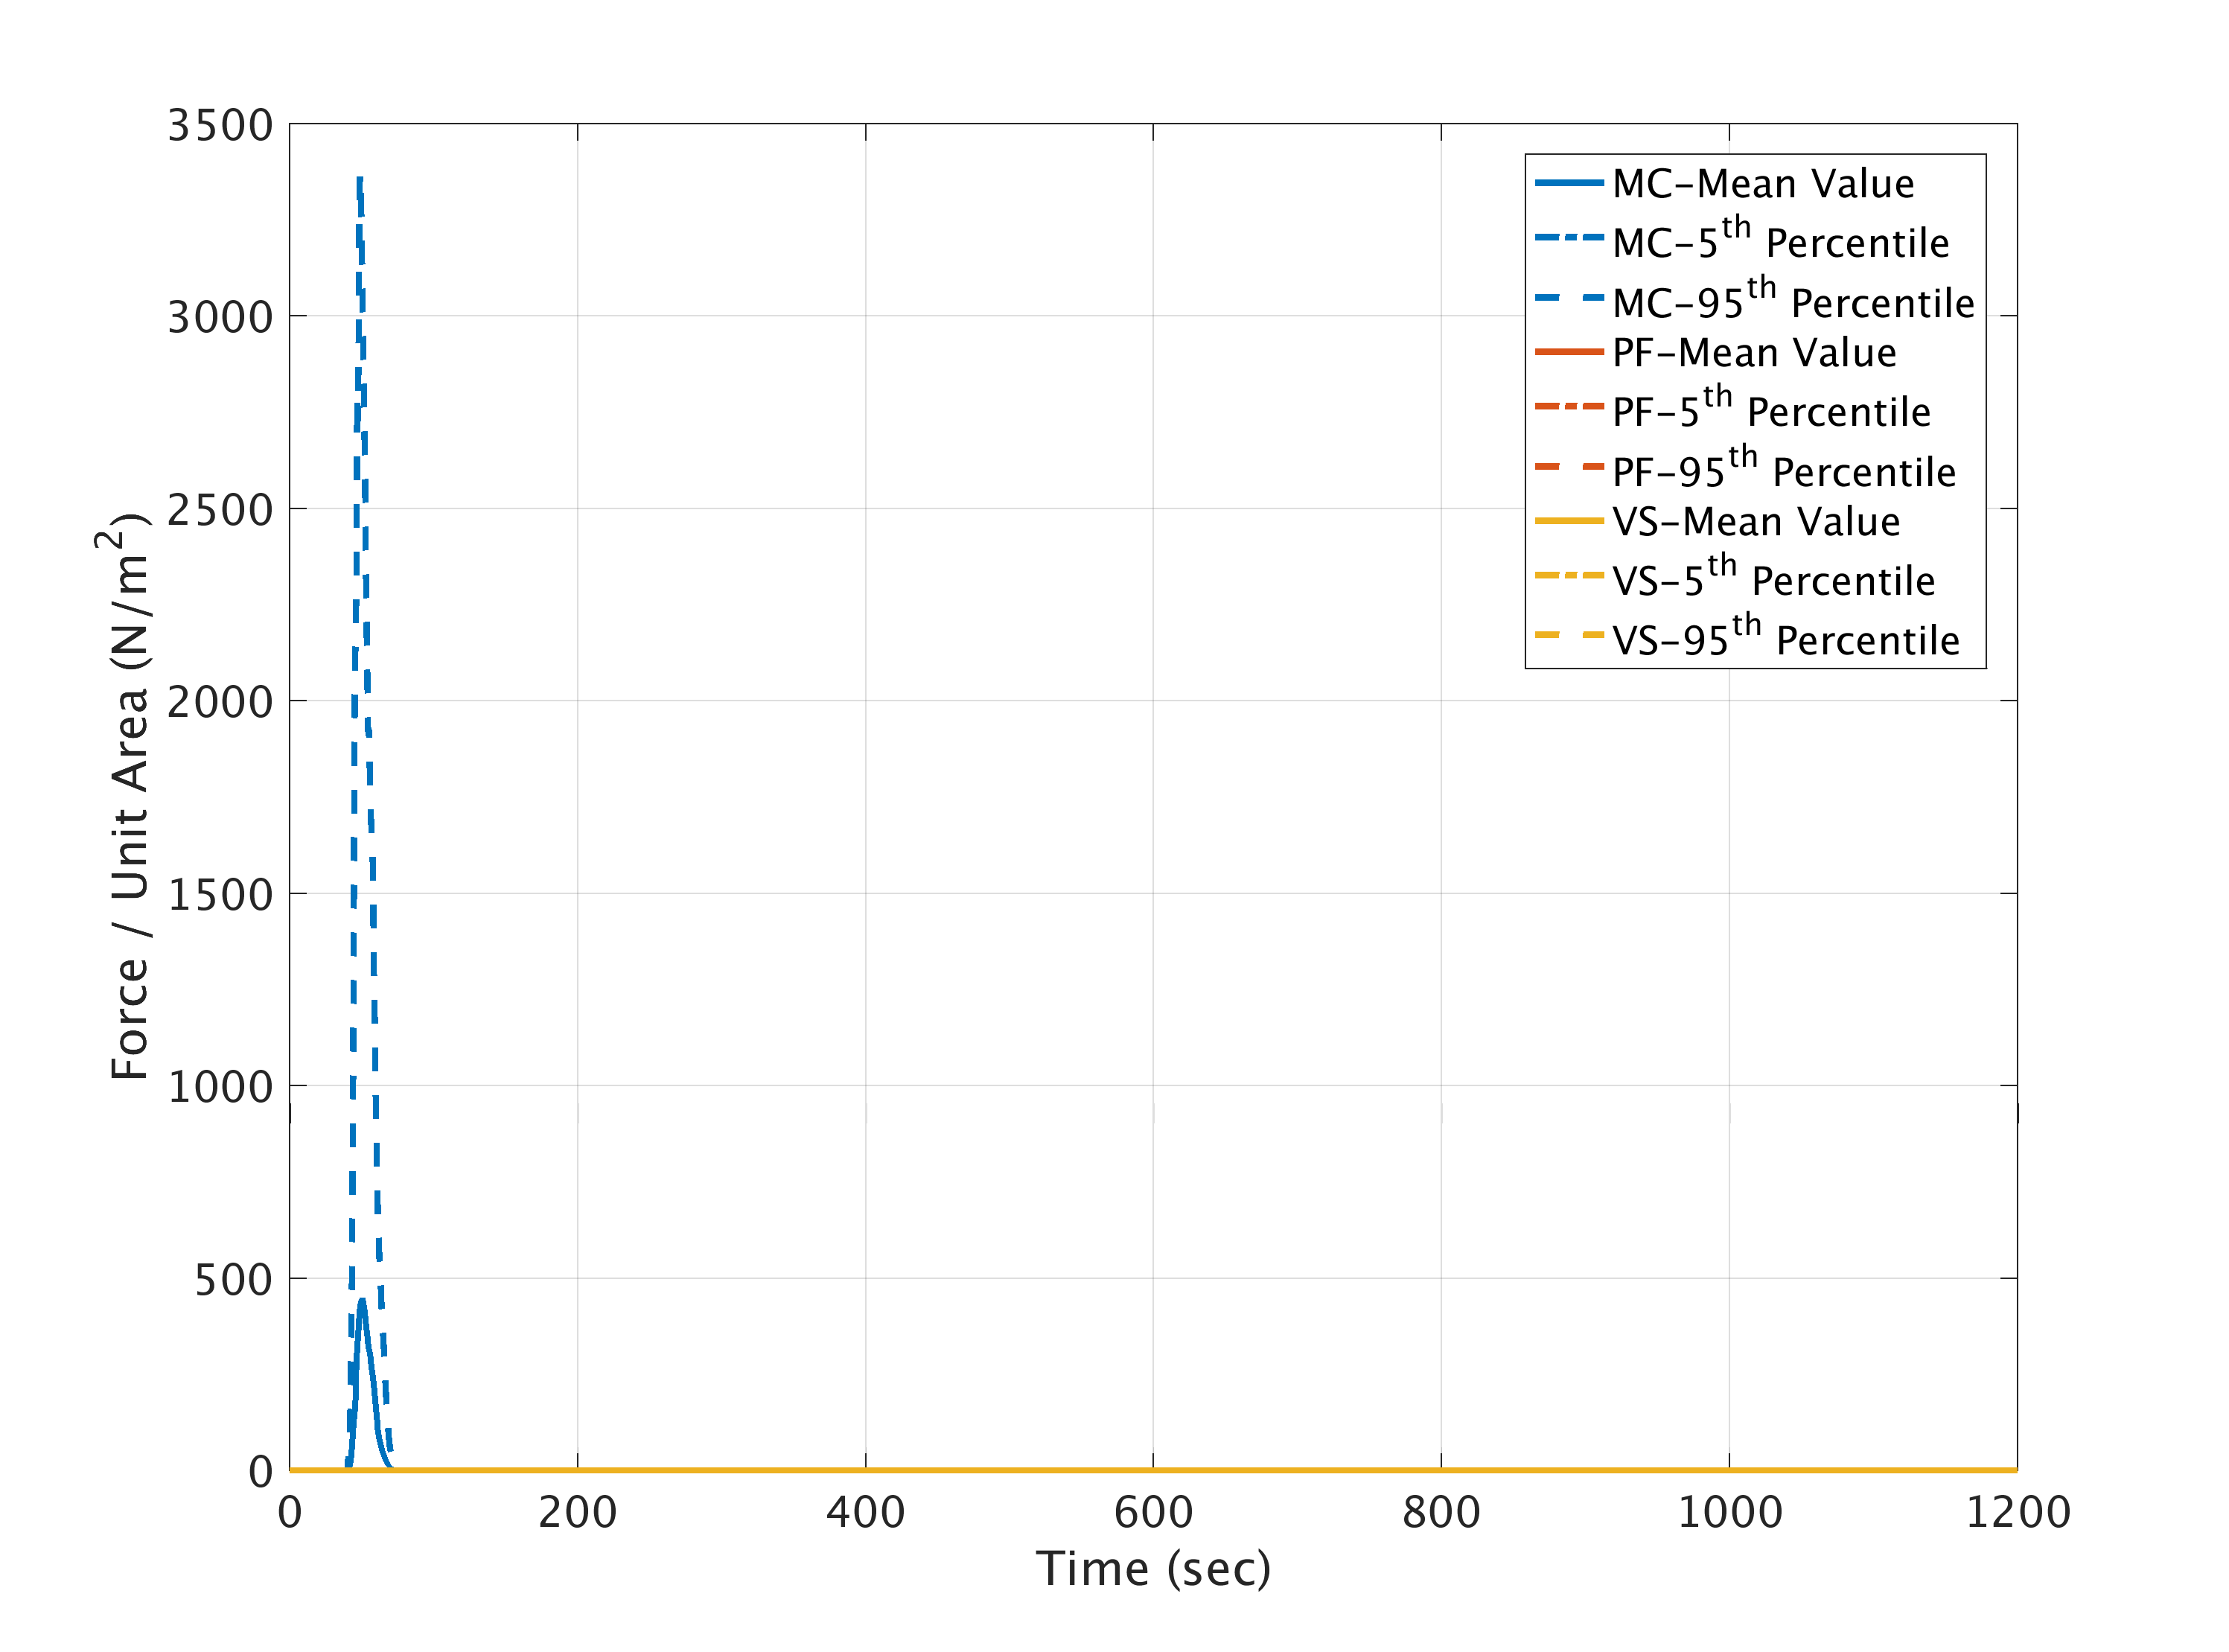 3500
3000
2500
2000
1500
1000
500
0
0 200 400 600 800 1000 1200
Time (sec)
Force / Unit Area (N/m²)
MC–Mean Value
MC–5ᵗʰ Percentile
MC–95ᵗʰ Percentile
PF–Mean Value
PF–5ᵗʰ Percentile
PF–95ᵗʰ Percentile
VS–Mean Value
VS–5ᵗʰ Percentile
VS–95ᵗʰ Percentile